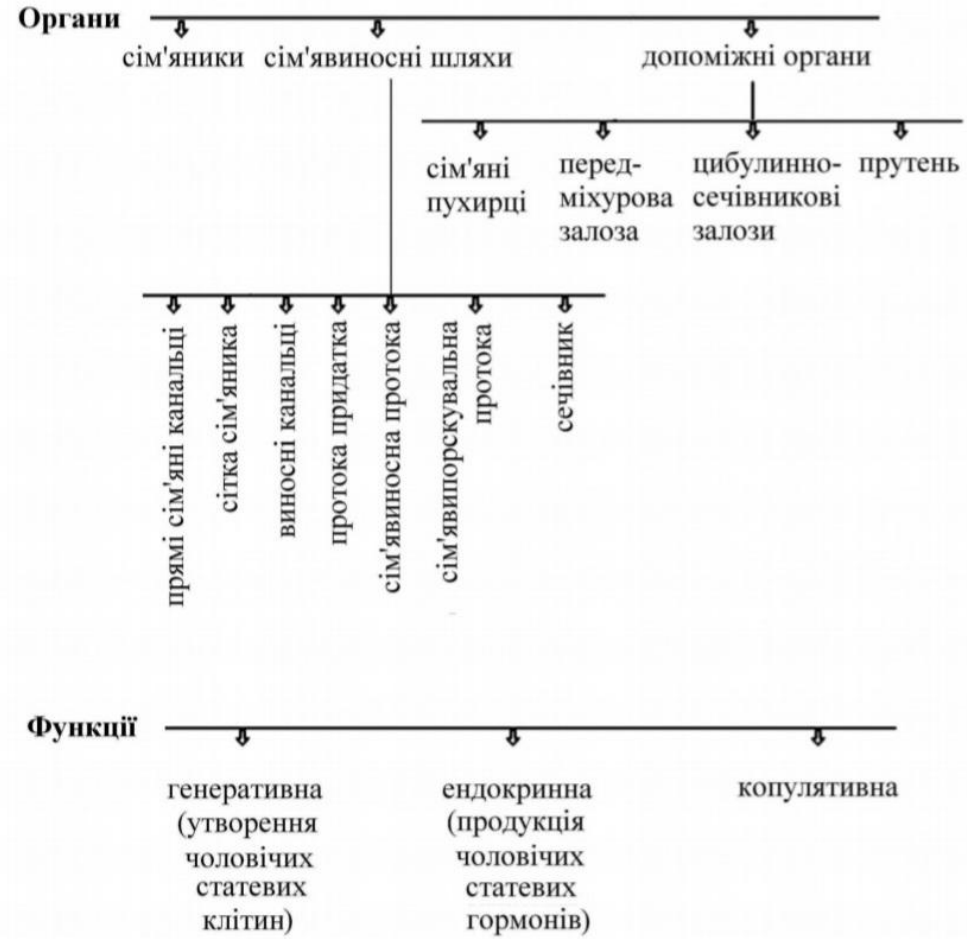 Органи
сім'яники
сім'явиносні шляхи
допоміжні органи
сім'яні
пухирці
перед-
міхурова
залоза
цибулинно-
сечівникові
залози
прутень
прямі сім'яні канальці
сітка сім'яника
виносні канальці
протока придатка
сім'явиносна протока
сім'явипорскувальна
протока
сечівник
Функції
генеративна
(утворення
чоловічих
статевих
клітин)
ендокринна
(продукція
чоловічих
статевих
гормонів)
копулятивна